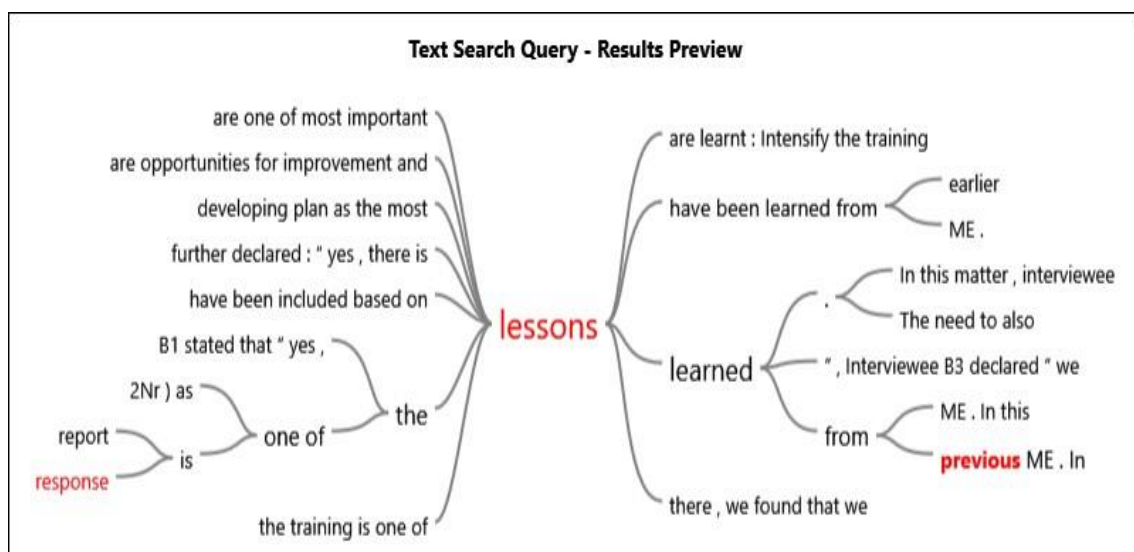 Text Search Query - Results Preview
are one of most important
are opportunities for improvement and
developing plan as the most
further declared : " yes , there is
have been included based on
B1 stated that " yes ,
2Nr ) as
report
response
is
one of
the
the training is one of
lessons
are learnt : Intensify the training
have been learned from
earlier
ME .
learned
.
In this matter , interviewee
The need to also
" , Interviewee B3 declared " we
from
ME . In this
previous ME . In
there , we found that we